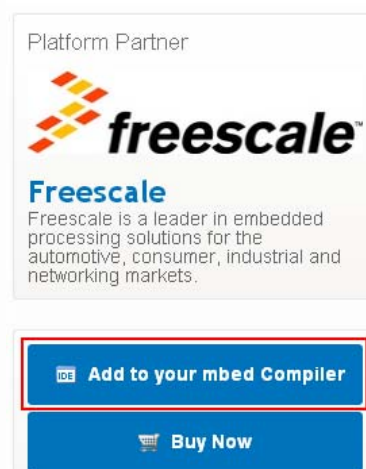 Platform Partner
freescale™
Freescale
Freescale is a leader in embedded
processing solutions for the
automotive, consumer, industrial and
networking markets.
IDE Add to your mbed Compiler
Buy Now